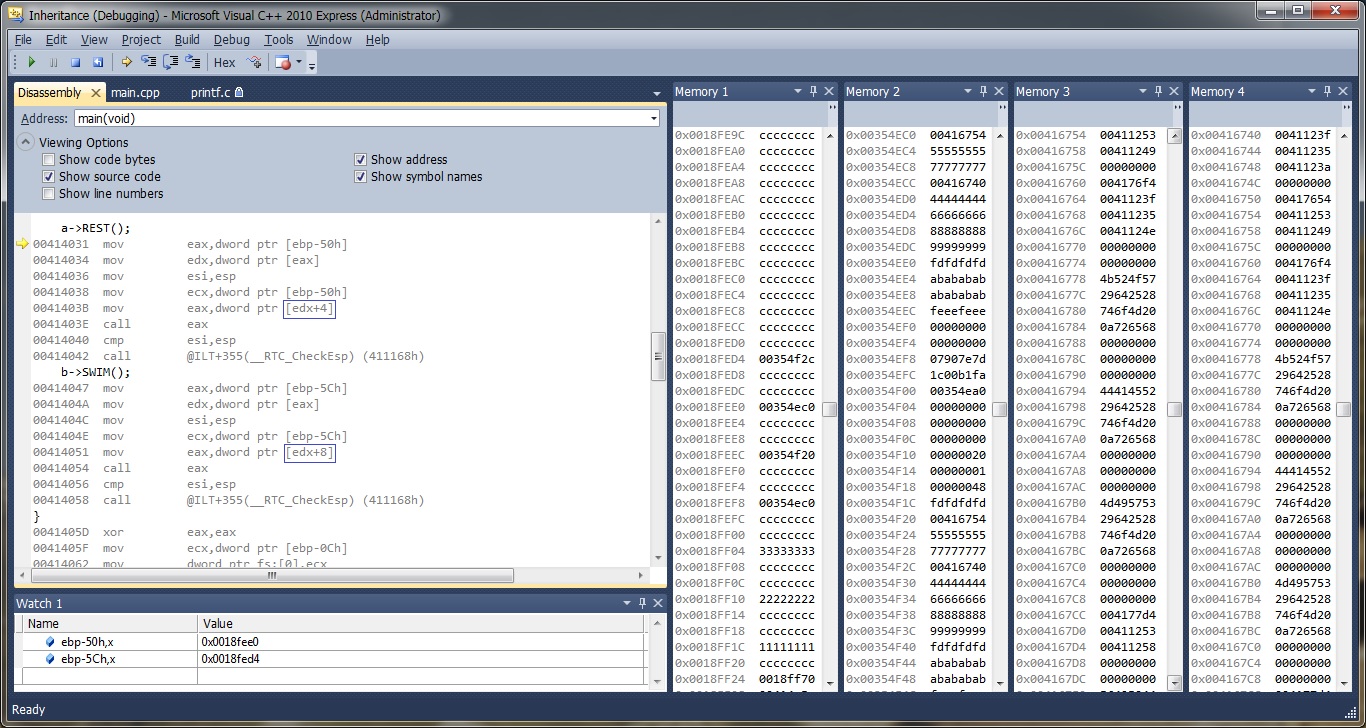 Inheritance (Debugging) - Microsoft Visual C++ 2010 Express (Administrator)
File Edit View Project Build Debug Tools Window Help
Hex
Disassembly main.cpp printf.c
Address: main(void)
Viewing Options
Show code bytes Show address
Show source code Show symbol names
Show line numbers
a->REST();
00414031 mov eax,dword ptr [ebp-50h]
00414034 mov edx,dword ptr [eax]
00414036 mov esi,esp
00414038 mov ecx,dword ptr [ebp-50h]
0041403B mov eax,dword ptr [edx+4]
0041403E call eax
00414040 cmp esi,esp
00414042 call @ILT+355(__RTC_CheckEsp) (411168h)
b->SWIM();
00414047 mov eax,dword ptr [ebp-5Ch]
0041404A mov edx,dword ptr [eax]
0041404C mov esi,esp
0041404E mov ecx,dword ptr [ebp-5Ch]
00414051 mov eax,dword ptr [edx+8]
00414054 call eax
00414056 cmp esi,esp
00414058 call @ILT+355(__RTC_CheckEsp) (411168h)
}
0041405D xor eax,eax
0041405F mov ecx,dword ptr [ebp-0Ch]
00414062 mov dword ptr fs:[0],ecx
Watch 1
Name Value
ebp-50h,x 0x0018fee0
ebp-5Ch,x 0x0018fed4
Memory 1
0x0018FE9C cccccccc
0x0018FEA0 cccccccc
0x0018FEA4 cccccccc
0x0018FEA8 cccccccc
0x0018FEAC cccccccc
0x0018FEB0 cccccccc
0x0018FEB4 cccccccc
0x0018FEB8 cccccccc
0x0018FEBC cccccccc
0x0018FEC0 cccccccc
0x0018FEC4 cccccccc
0x0018FEC8 cccccccc
0x0018FECC cccccccc
0x0018FED0 cccccccc
0x0018FED4 00354f2c
0x0018FED8 cccccccc
0x0018FEDC cccccccc
0x0018FEE0 00354ec0
0x0018FEE4 cccccccc
0x0018FEE8 cccccccc
0x0018FEEC 00354f20
0x0018FEF0 cccccccc
0x0018FEF4 cccccccc
0x0018FEF8 00354ec0
0x0018FEFC cccccccc
0x0018FF00 cccccccc
0x0018FF04 33333333
0x0018FF08 cccccccc
0x0018FF0C cccccccc
0x0018FF10 22222222
0x0018FF14 cccccccc
0x0018FF18 cccccccc
0x0018FF1C 11111111
0x0018FF20 cccccccc
0x0018FF24 0018ff70
Memory 2
0x00354EC0 00416754
0x00354EC4 55555555
0x00354EC8 77777777
0x00354ECC 00416740
0x00354ED0 44444444
0x00354ED4 66666666
0x00354ED8 88888888
0x00354EDC 99999999
0x00354EE0 fdfdfdfd
0x00354EE4 abababab
0x00354EE8 abababab
0x00354EEC feeefeee
0x00354EF0 00000000
0x00354EF4 00000000
0x00354EF8 07907e7d
0x00354EFC 1c00b1fa
0x00354F00 00354ea0
0x00354F04 00000000
0x00354F08 00000000
0x00354F0C 00000000
0x00354F10 00000020
0x00354F14 00000001
0x00354F18 00000048
0x00354F1C fdfdfdfd
0x00354F20 00416754
0x00354F24 55555555
0x00354F28 77777777
0x00354F2C 00416740
0x00354F30 44444444
0x00354F34 66666666
0x00354F38 88888888
0x00354F3C 99999999
0x00354F40 fdfdfdfd
0x00354F44 abababab
0x00354F48 abababab
Memory 3
0x00416754 00411253
0x00416758 00411249
0x0041675C 00000000
0x00416760 004176f4
0x00416764 0041123f
0x00416768 00411235
0x0041676C 0041124e
0x00416770 00000000
0x00416774 00000000
0x00416778 4b524f57
0x0041677C 29642528
0x00416780 746f4d20
0x00416784 0a726568
0x00416788 00000000
0x0041678C 00000000
0x00416790 00000000
0x00416794 44414552
0x00416798 29642528
0x0041679C 746f4d20
0x004167A0 0a726568
0x004167A4 00000000
0x004167A8 00000000
0x004167AC 00000000
0x004167B0 4d495753
0x004167B4 29642528
0x004167B8 746f4d20
0x004167BC 0a726568
0x004167C0 00000000
0x004167C4 00000000
0x004167C8 00000000
0x004167CC 004177d4
0x004167D0 00411253
0x004167D4 00411258
0x004167D8 00000000
0x004167DC 00000000
Memory 4
0x00416740 0041123f
0x00416744 00411235
0x00416748 0041123a
0x0041674C 00000000
0x00416750 00417654
0x00416754 00411253
0x00416758 00411249
0x0041675C 00000000
0x00416760 004176f4
0x00416764 0041123f
0x00416768 00411235
0x0041676C 0041124e
0x00416770 00000000
0x00416774 00000000
0x00416778 4b524f57
0x0041677C 29642528
0x00416780 746f4d20
0x00416784 0a726568
0x00416788 00000000
0x0041678C 00000000
0x00416790 00000000
0x00416794 44414552
0x00416798 29642528
0x0041679C 746f4d20
0x004167A0 0a726568
0x004167A8 00000000
0x004167AC 00000000
0x004167B0 4d495753
0x004167B4 29642528
0x004167B8 746f4d20
0x004167BC 0a726568
0x004167C0 00000000
0x004167C4 00000000
0x004167C8 00000000
Ready